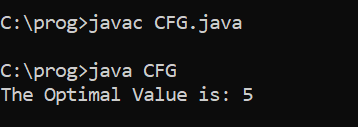 C:\prog>javac CFG.java
C:\prog>java CFG
The Optimal Value is: 5